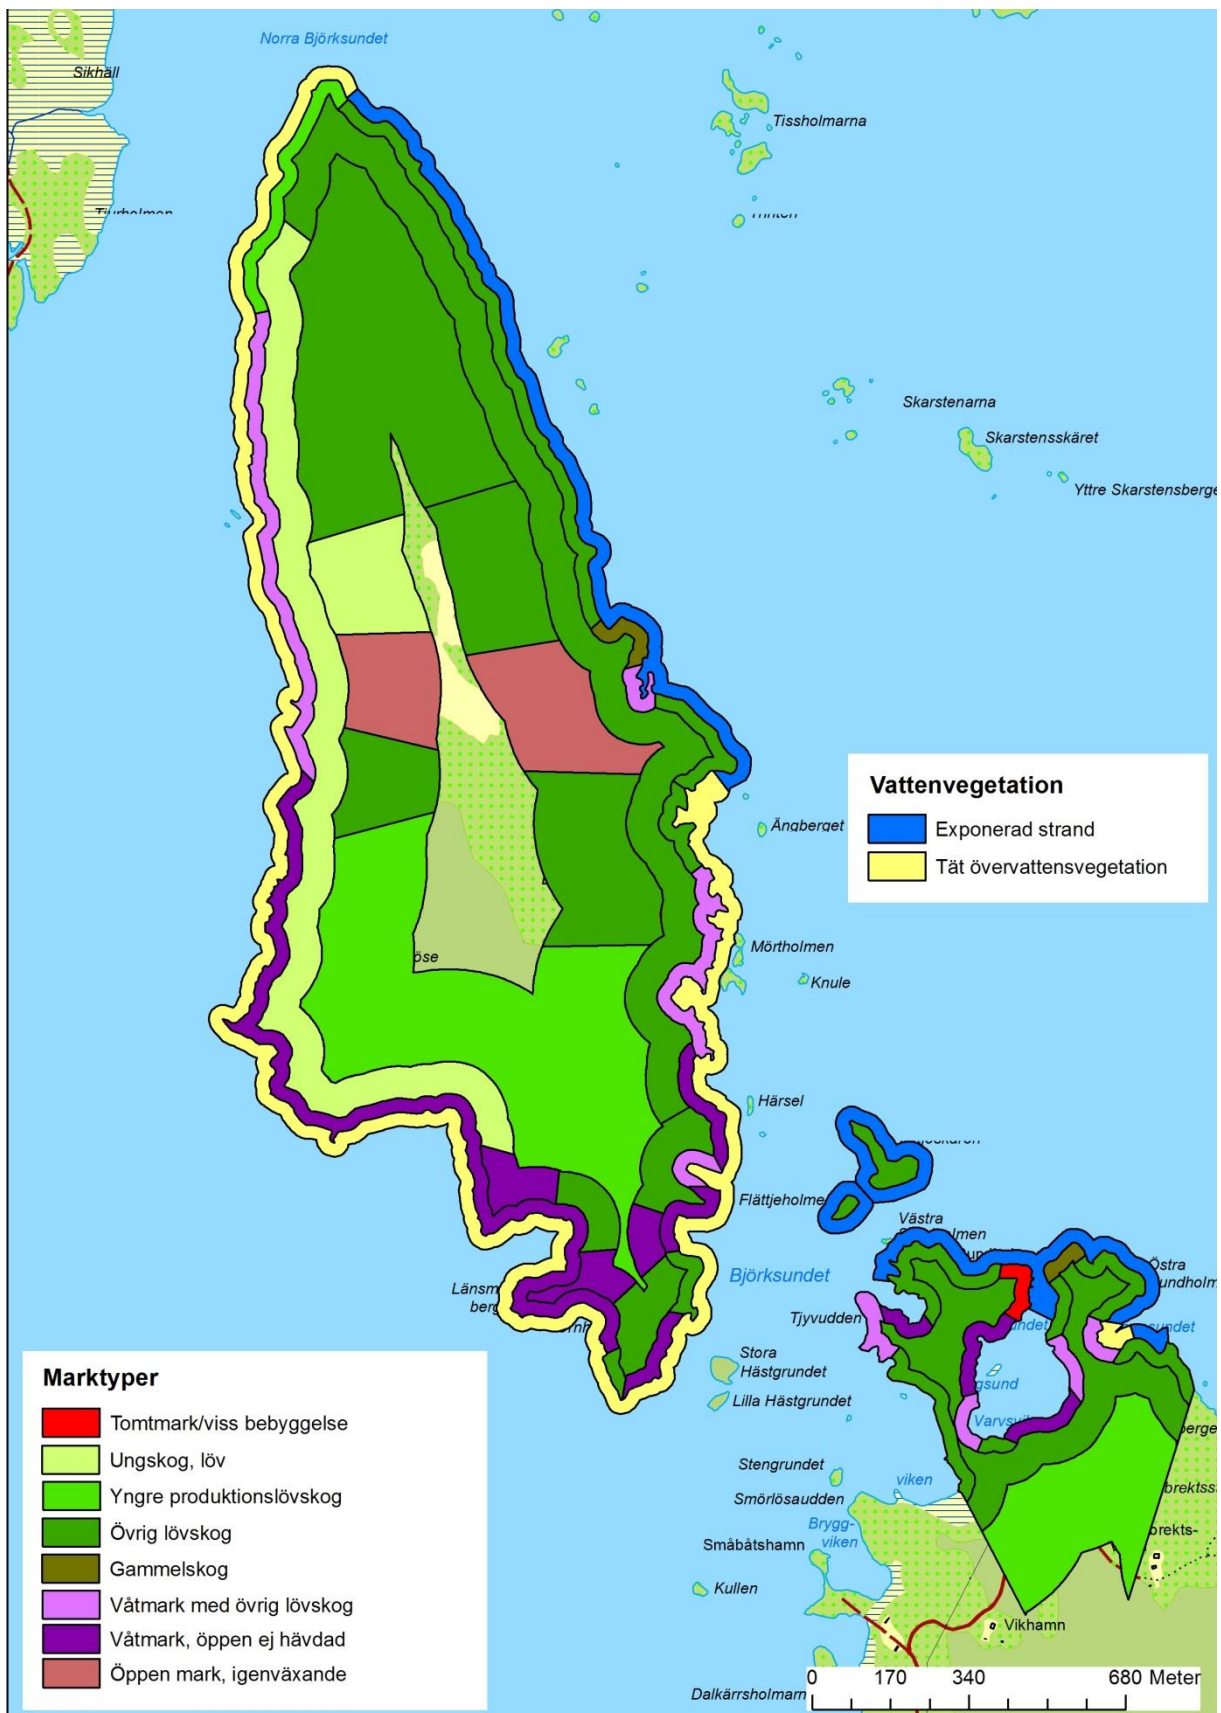 Norra Björksundet
Sikhäll
Tissholmarna
Tjurholmen
Skarstenarna
Skarstensskäret
Yttre Skarstensberge
Vattenvegetation
Exponerad strand
Tät övervattensvegetation
Ängberget
Mörtholmen
Knule
öse
Härsel
Flättjeholme
Västra
Östra
Björksundet
Tjyvudden
Stora
Hästgrundet
Lilla Hästgrundet
Stengrundet
viken
Smörlösaudden
Brygg-
viken
Småbåtshamn
Kullen
Vikhamn
Dalkärrsholmarn
Marktyper
Tomtmark/viss bebyggelse
Ungskog, löv
Yngre produktionslövskog
Övrig lövskog
Gammelskog
Våtmark med övrig lövskog
Våtmark, öppen ej hävdad
Öppen mark, igenväxande
0 170 340 680 Meter